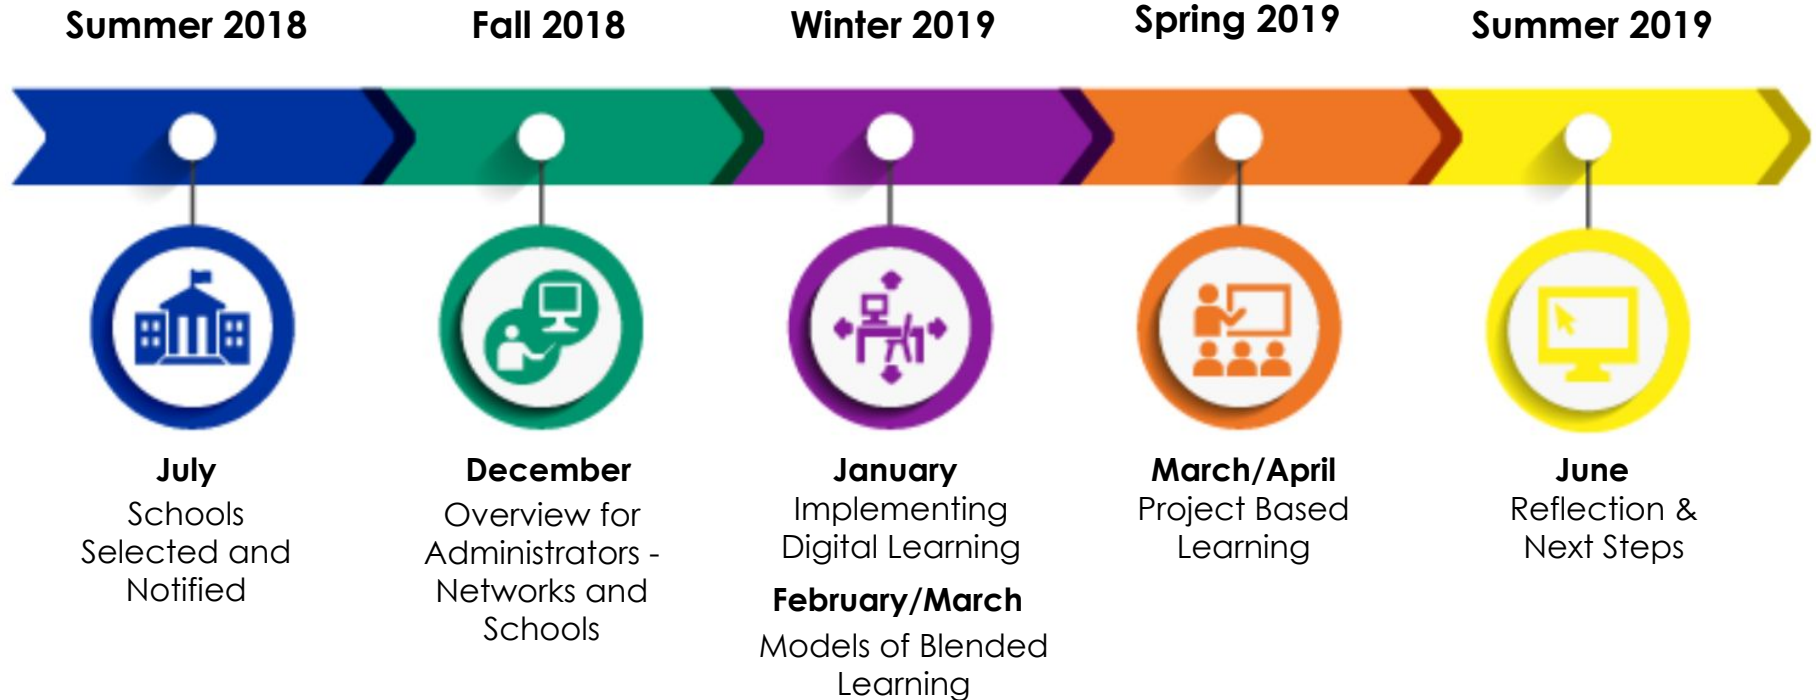 Summer 2018
Fall 2018
Winter 2019
Spring 2019
Summer 2019
July
Schools
Selected and
Notified
December
Overview for
Administrators -
Networks and
Schools
January
Implementing
Digital Learning
February/March
Models of Blended
Learning
March/April
Project Based
Learning
June
Reflection &
Next Steps